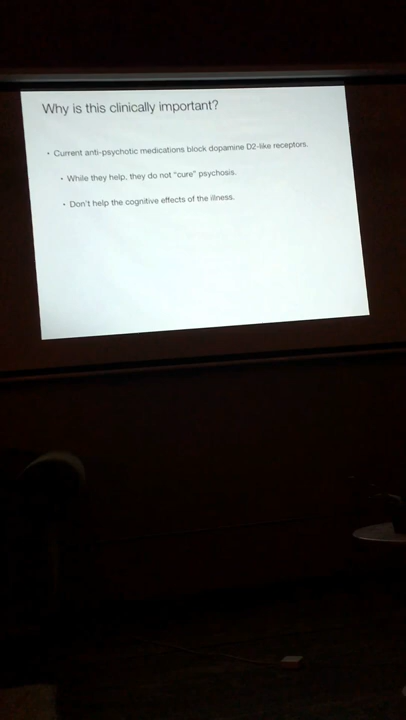 Why is this clinically important?
• Current anti-psychotic medications block dopamine D2-like receptors.
• While they help, they do not "cure" psychosis.
• Don't help the cognitive effects of the illness.